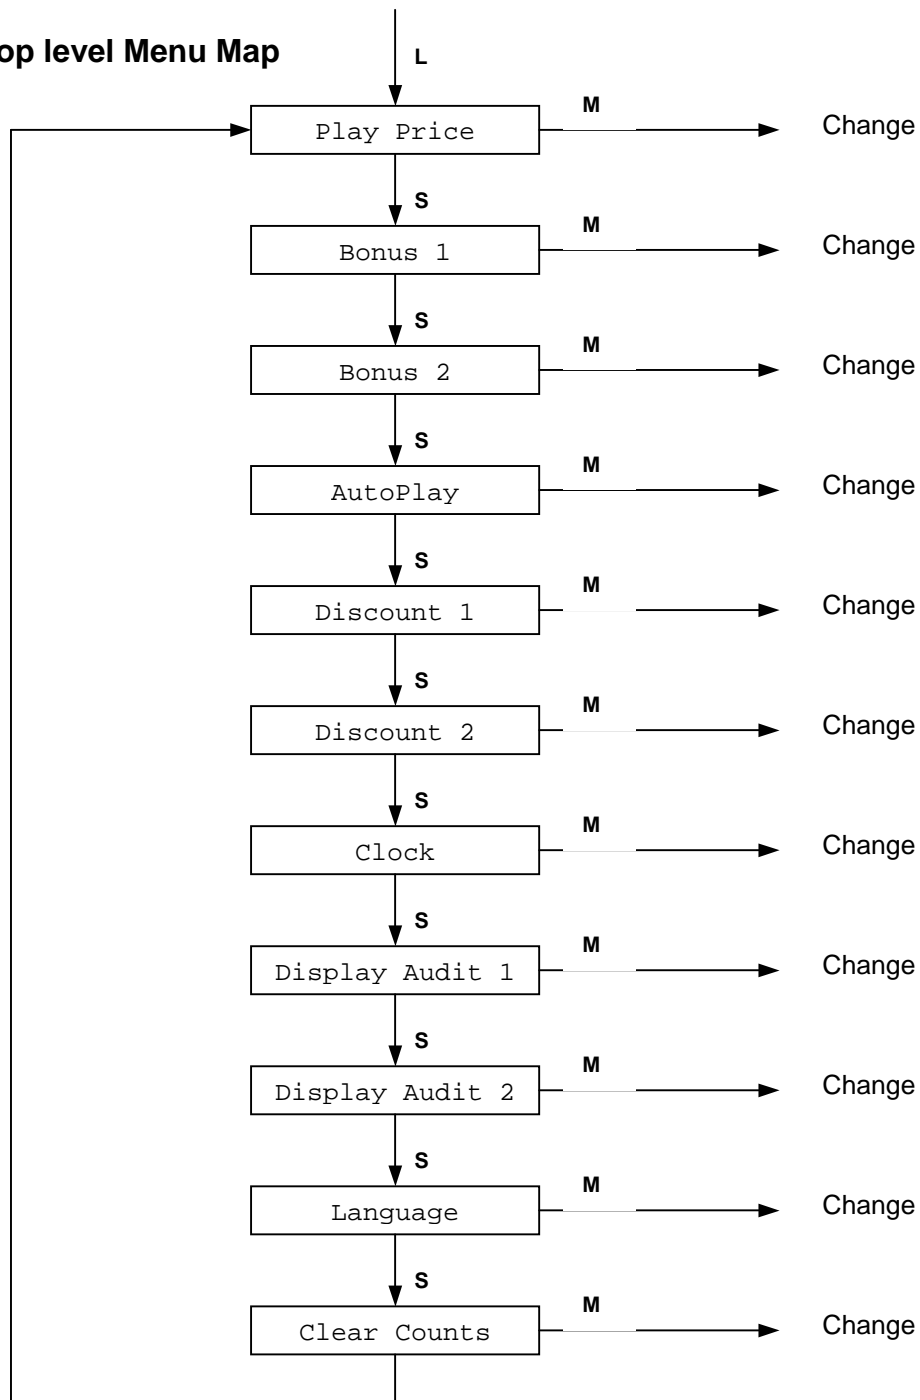 op level Menu Map
L
Play Price M Change
S
Bonus 1 M Change
S
Bonus 2 M Change
S
AutoPlay M Change
S
Discount 1 M Change
S
Discount 2 M Change
S
Clock M Change
S
Display Audit 1 M Change
S
Display Audit 2 M Change
S
Language M Change
S
Clear Counts M Change